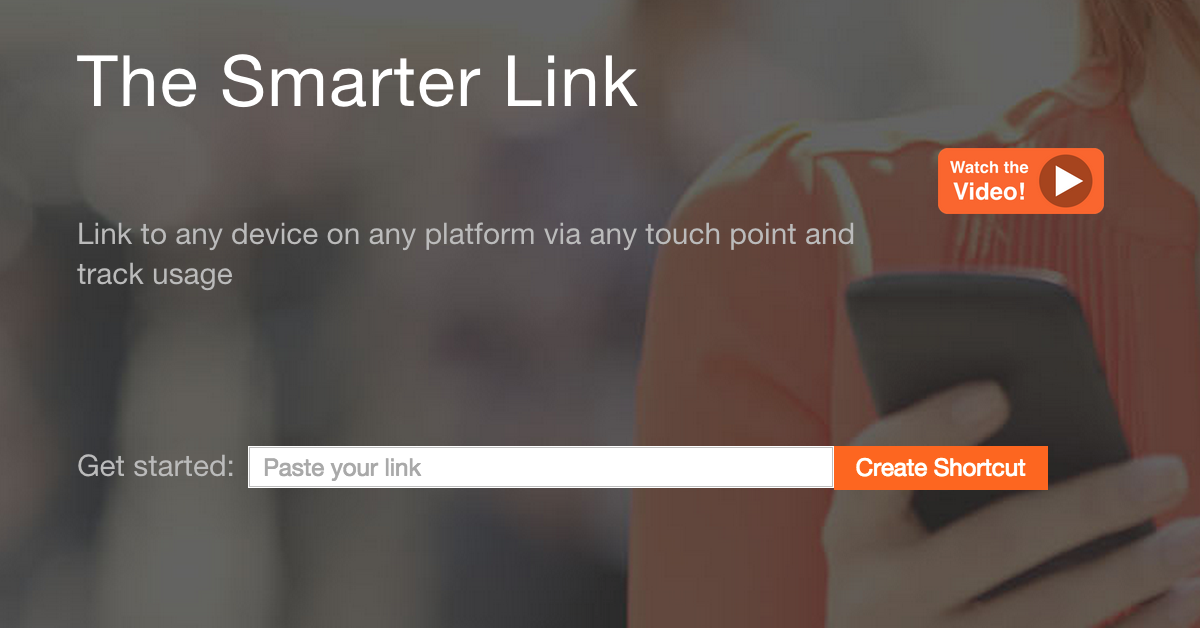 The Smarter Link
Watch the
Video!
Link to any device on any platform via any touch point and
track usage
Get started:
Paste your link
Create Shortcut